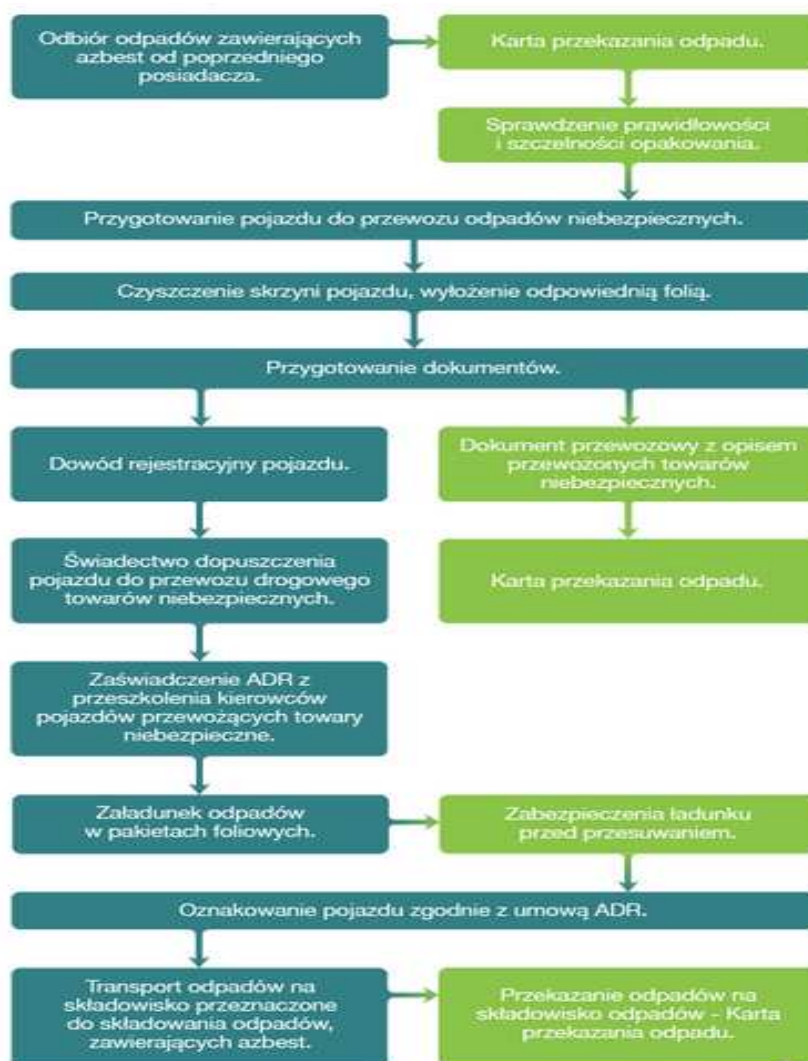 Odbiór odpadów zawierających
azbest od poprzedniego
posiadacza.
Karta przekazania odpadu.
Sprawdzenie prawidłowości
i szczelności opakowania.
Przygotowanie pojazdu do przewozu odpadów niebezpiecznych.
Czyszczenie skrzyni pojazdu, wyłożenie odpowiednią folią.
Przygotowanie dokumentów.
Dowód rejestracyjny pojazdu.
Dokument przewozowy z opisem
przewożonych towarów
niebezpiecznych.
Świadectwo dopuszczenia
pojazdu do przewozu drogowego
towarów niebezpiecznych.
Karta przekazania odpadu.
Zaświadczenie ADR z
przeszkolenia kierowców
pojazdów przewożących towary
niebezpieczne.
Załadunek odpadów
w pakietach foliowych.
Zabezpieczenia ładunku
przed przesuwaniem.
Oznakowanie pojazdu zgodnie z umową ADR.
Transport odpadów na
składowisko przeznaczone
do składowania odpadów,
zawierających azbest.
Przekazanie odpadów na
składowisko odpadów - Karta
przekazania odpadu.